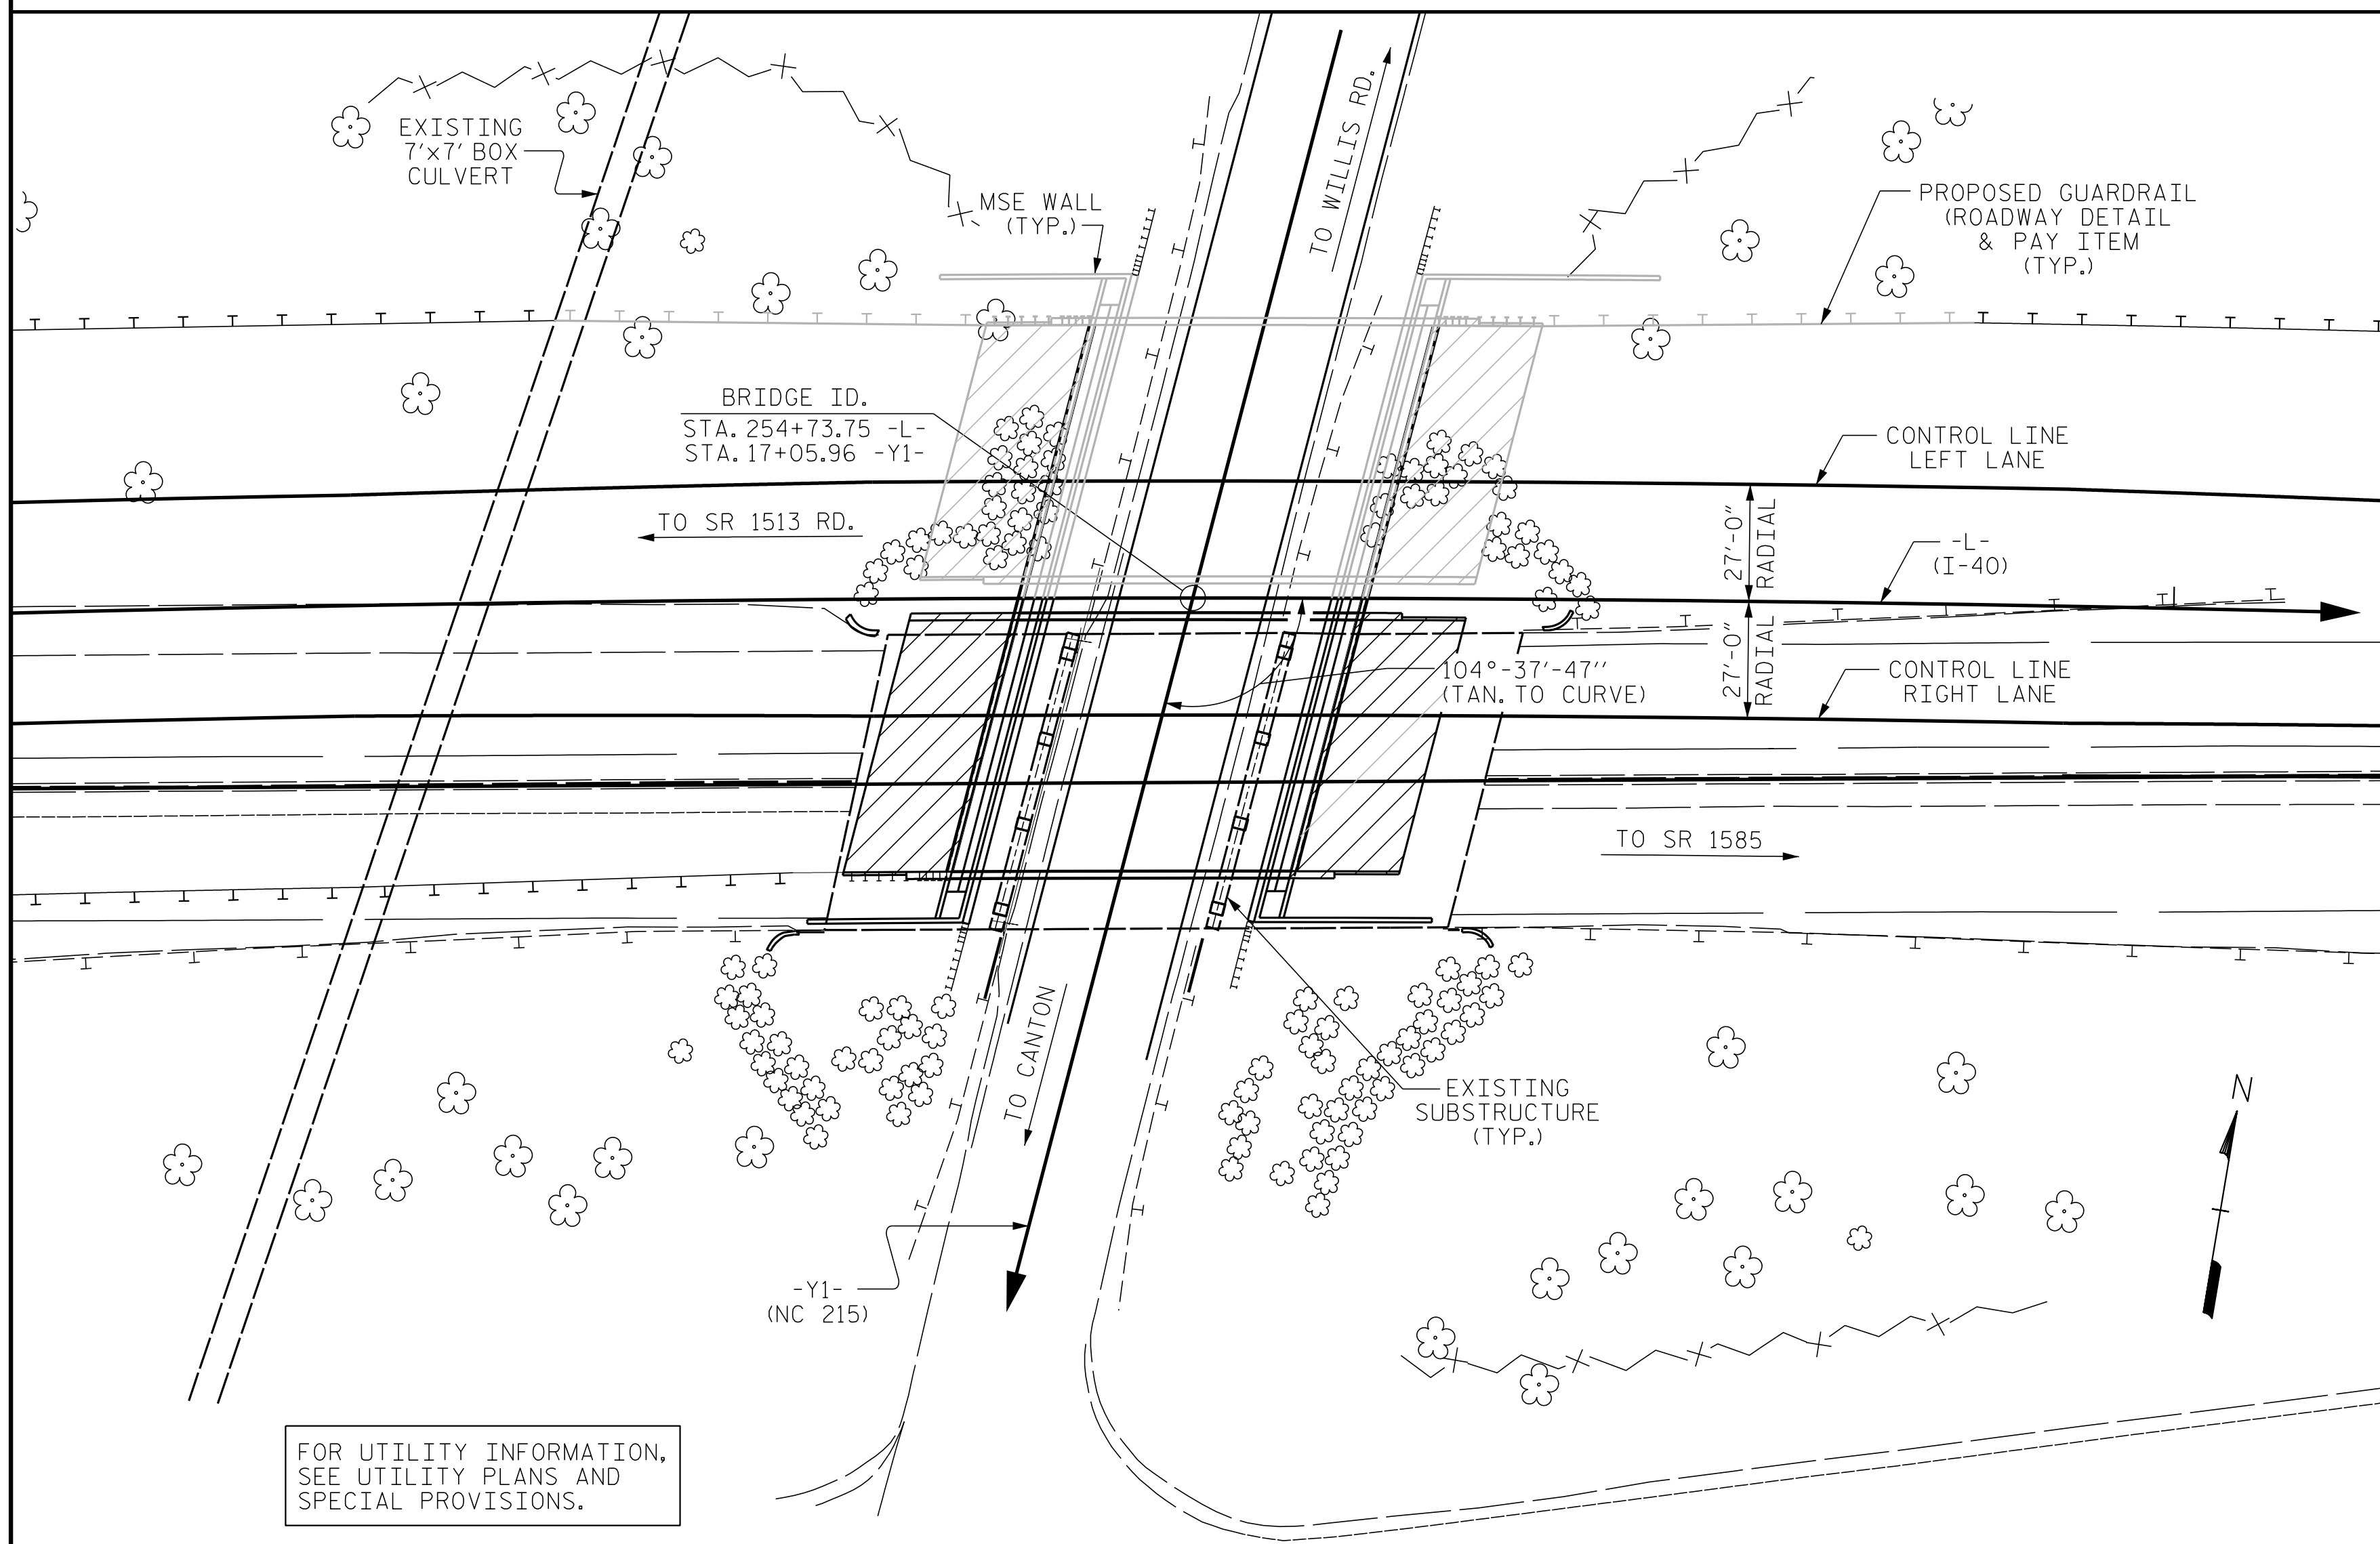 EXISTING
7'x7' BOX
CULVERT
MSE WALL
(TYP.)
TO WILLIS RD.
PROPOSED GUARDRAIL
(ROADWAY DETAIL
& PAY ITEM
(TYP.)
BRIDGE ID.
STA. 254+73.75 -L-
STA. 17+05.96 -Y1-
CONTROL LINE
LEFT LANE
TO SR 1513 RD.
27'-0"
RADIAL
-L-
(I-40)
104°-37'-47''
(TAN. TO CURVE)
27'-0"
RADIAL
CONTROL LINE
RIGHT LANE
TO SR 1585
TO CANTON
EXISTING
SUBSTRUCTURE
(TYP.)
N
-Y1-
(NC 215)
FOR UTILITY INFORMATION,
SEE UTILITY PLANS AND
SPECIAL PROVISIONS.